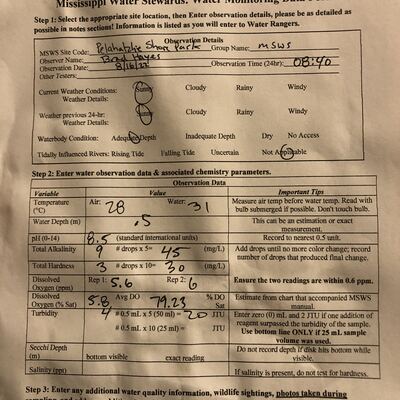 Mississippi Water Stewards: Water Monitoring Data
Step 1: Select the appropriate site location, then Enter observation details, please be as detailed as
possible in notes sections! Information is listed as you will enter to Water Rangers.
Observation Details
MSWS Site Code: Pelahatchie Shore Park Group Name: MSWS
Observer Name: Brad Hayes
Observation Date: 8/16/22 Observation Time (24hr): 08:40
Other Testers:
Current Weather Conditions: Sunny Cloudy Rainy Windy
Weather Details:
Weather previous 24-hr: Sunny Cloudy Rainy Windy
Weather Details:
Waterbody Condition: Adequate Depth Inadequate Depth Dry No Access
Tidally Influenced Rivers: Rising Tide Falling Tide Uncertain Not Applicable
Step 2: Enter water observation data & associated chemistry parameters.
Observation Data
Variable Value Important Tips
Temperature (°C) Air: 28 Water: 31 Measure air temp before water temp. Read with
bulb submerged if possible. Don't touch bulb.
Water Depth (m) .5 This can be an estimation or exact
measurement.
pH (0-14) 8.5 (standard international units) Record to nearest 0.5 unit.
Total Alkalinity 9 # drops x 5= 45 (mg/L) Add drops until no more color change; record
number of drops that produced final change.
Total Hardness 3 # drops x 10= 30 (mg/L)
Dissolved Oxygen (ppm) Rep 1: 5.6 Rep 2: 6 Ensure the two readings are within 0.6 ppm.
Dissolved Oxygen (% Sat) 5.8 Avg DO 79.23 % DO Sat Estimate from chart that accompanied MSWS
manual.
Turbidity 4 # 0.5 mL x 5 (50 ml) = 20 JTU Enter zero (0) mL and 2 JTU if one addition of
reagent surpassed the turbidity of the sample.
# 0.5 mL x 10 (25 ml) = JTU Use bottom line ONLY if 25 mL sample
volume was used.
Secchi Depth (m) bottom visible exact reading Do not record depth if disk hits bottom while
visible.
Salinity (ppt) If salinity is present, do not test for hardness.
Step 3: Enter any additional water quality information, wildlife sightings, photos taken during